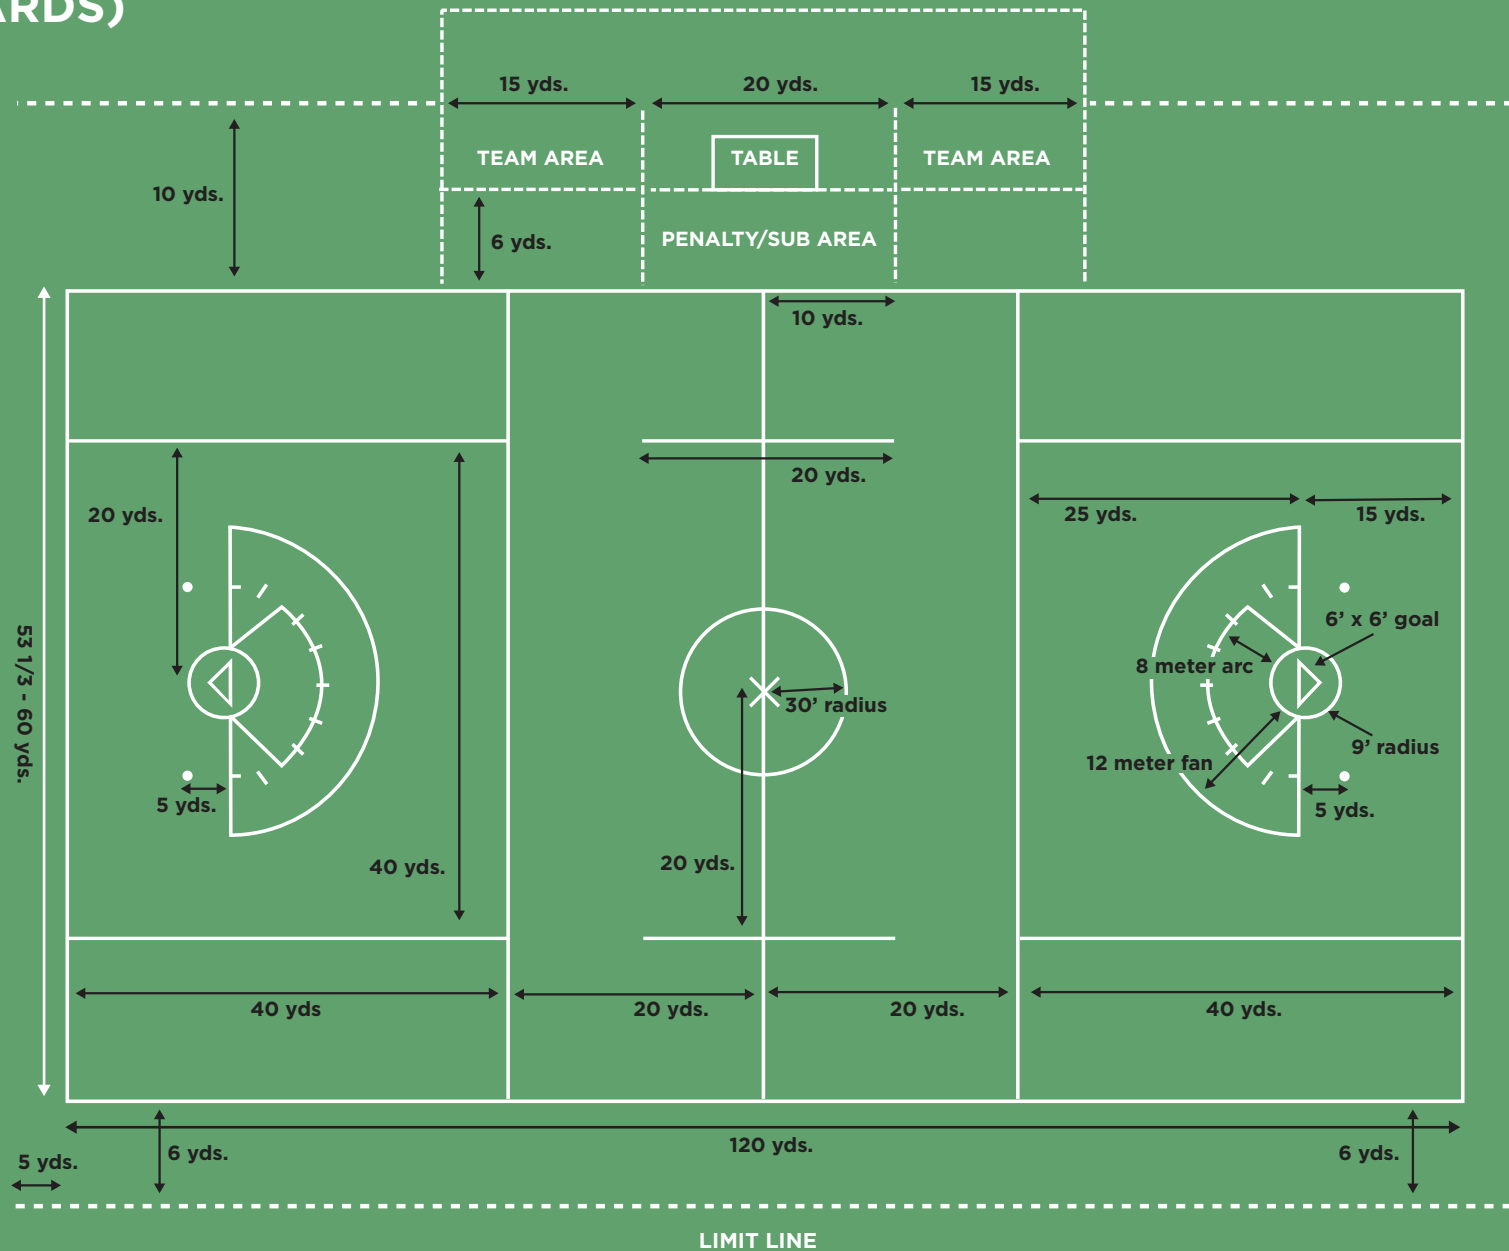 ARDS)
15 yds.
20 yds.
15 yds.
TEAM AREA
TABLE
TEAM AREA
10 yds.
6 yds.
PENALTY/SUB AREA
10 yds.
20 yds.
20 yds.
25 yds.
15 yds.
6’ x 6’ goal
8 meter arc
30’ radius
53 1/3 - 60 yds.
9’ radius
12 meter fan
5 yds.
5 yds.
40 yds.
20 yds.
40 yds
20 yds.
20 yds.
40 yds.
120 yds.
5 yds.
6 yds.
6 yds.
LIMIT LINE